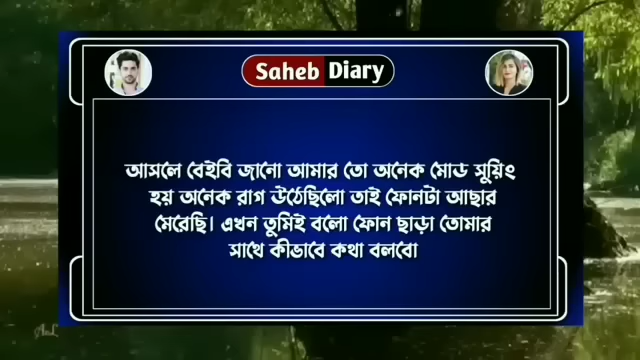 Saheb Diary
আসলে বেইবি জানো আমার তো অনেক মোড সুয়িং
হয় অনেক রাগ উঠেছিলো তাই ফোনটা আছার
মেরেছি। এখন তুমিই বলো ফোন ছাড়া তোমার
সাথে কীভাবে কথা বলবো